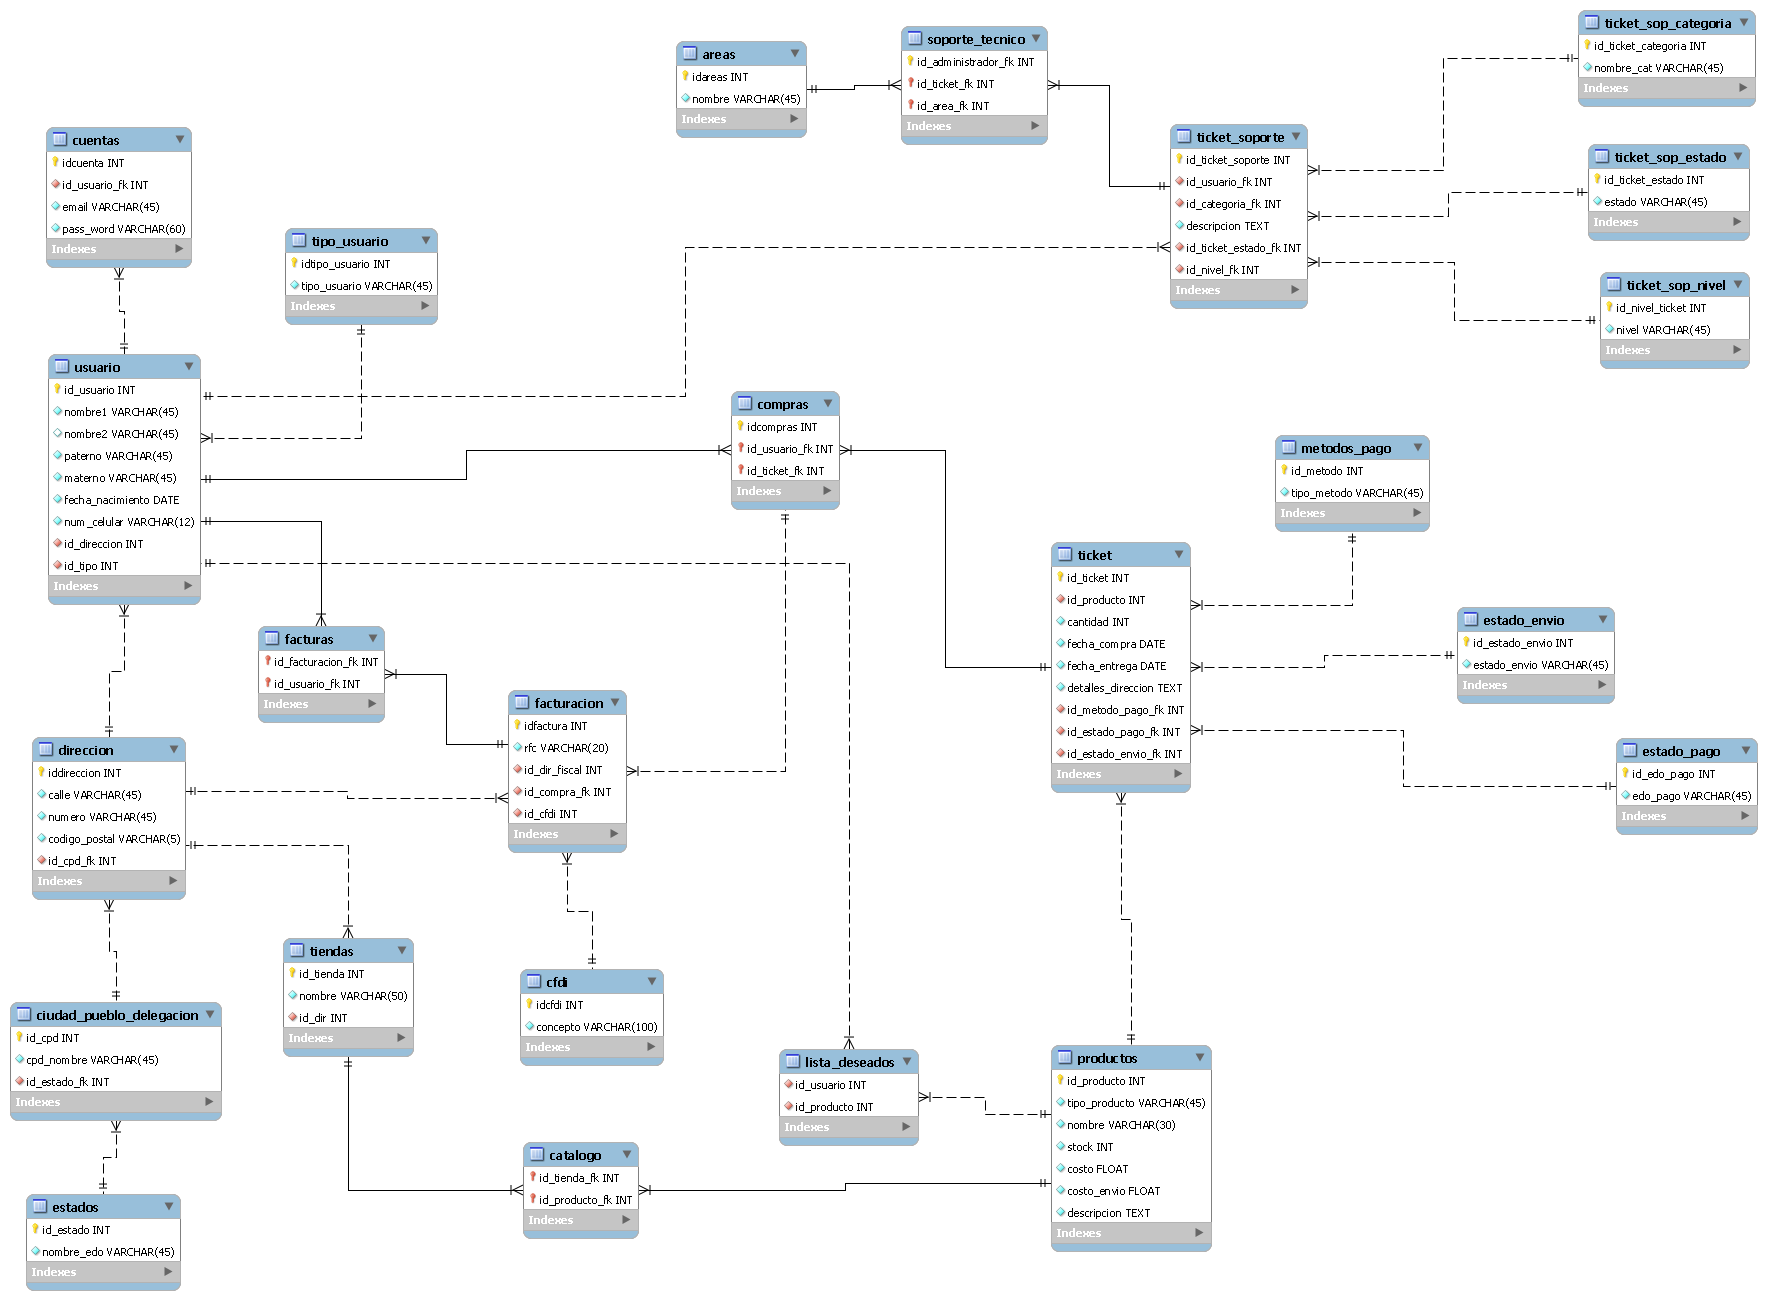 areas
idareas INT
nombre VARCHAR(45)
Indexes
soporte_tecnico
id_administrador_fk INT
id_ticket_fk INT
id_area_fk INT
Indexes
ticket_sop_categoria
id_ticket_categoria INT
nombre_cat VARCHAR(45)
Indexes
cuentas
idcuenta INT
id_usuario_fk INT
email VARCHAR(45)
pass_word VARCHAR(60)
Indexes
ticket_soporte
id_ticket_soporte INT
id_usuario_fk INT
id_categoria_fk INT
descripcion TEXT
id_ticket_estado_fk INT
id_nivel_fk INT
Indexes
ticket_sop_estado
id_ticket_estado INT
estado VARCHAR(45)
Indexes
tipo_usuario
idtipo_usuario INT
tipo_usuario VARCHAR(45)
Indexes
ticket_sop_nivel
id_nivel_ticket INT
nivel VARCHAR(45)
Indexes
usuario
id_usuario INT
nombre1 VARCHAR(45)
nombre2 VARCHAR(45)
paterno VARCHAR(45)
materno VARCHAR(45)
fecha_nacimiento DATE
num_celular VARCHAR(12)
id_direccion INT
id_tipo INT
Indexes
compras
idcompras INT
id_usuario_fk INT
id_ticket_fk INT
Indexes
metodos_pago
id_metodo INT
tipo_metodo VARCHAR(45)
Indexes
ticket
id_ticket INT
id_producto INT
cantidad INT
fecha_compra DATE
fecha_entrega DATE
detalles_direccion TEXT
id_metodo_pago_fk INT
id_estado_pago_fk INT
id_estado_envio_fk INT
Indexes
estado_envio
id_estado_envio INT
estado_envio VARCHAR(45)
Indexes
facturas
id_facturacion_fk INT
id_usuario_fk INT
Indexes
facturacion
idfactura INT
rfc VARCHAR(20)
id_dir_fiscal INT
id_compra_fk INT
id_cfdi INT
Indexes
direccion
iddireccion INT
calle VARCHAR(45)
numero VARCHAR(45)
codigo_postal VARCHAR(5)
id_cpd_fk INT
Indexes
estado_pago
id_edo_pago INT
edo_pago VARCHAR(45)
Indexes
tiendas
id_tienda INT
nombre VARCHAR(50)
id_dir INT
Indexes
cfdi
idcfdi INT
concepto VARCHAR(100)
Indexes
ciudad_pueblo_delegacion
id_cpd INT
cpd_nombre VARCHAR(45)
id_estado_fk INT
Indexes
lista_deseados
id_usuario INT
id_producto INT
Indexes
productos
id_producto INT
tipo_producto VARCHAR(45)
nombre VARCHAR(30)
stock INT
costo FLOAT
costo_envio FLOAT
descripcion TEXT
Indexes
catalogo
id_tienda_fk INT
id_producto_fk INT
Indexes
estados
id_estado INT
nombre_edo VARCHAR(45)
Indexes